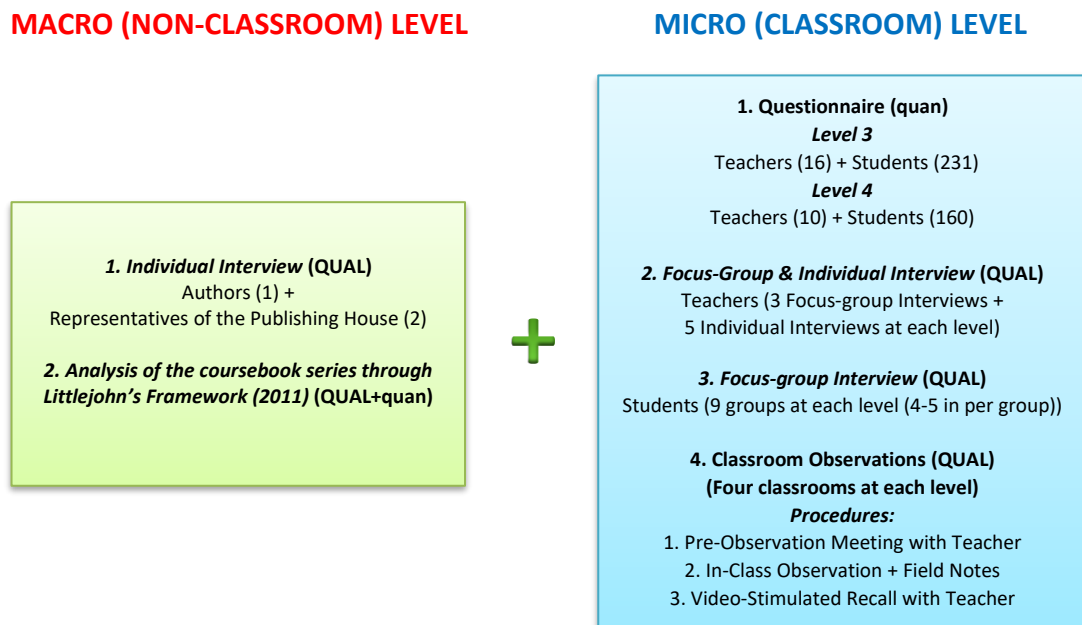 MACRO (NON-CLASSROOM) LEVEL
1. Individual Interview (QUAL)
Authors (1) +
Representatives of the Publishing House (2)
2. Analysis of the coursebook series through
Littlejohn's Framework (2011) (QUAL+quan)
MICRO (CLASSROOM) LEVEL
1. Questionnaire (quan)
Level 3
Teachers (16) + Students (231)
Level 4
Teachers (10) + Students (160)
2. Focus-Group & Individual Interview (QUAL)
Teachers (3 Focus-group Interviews +
5 Individual Interviews at each level)
3. Focus-group Interview (QUAL)
Students (9 groups at each level (4-5 in per group))
4. Classroom Observations (QUAL)
(Four classrooms at each level)
Procedures:
1. Pre-Observation Meeting with Teacher
2. In-Class Observation + Field Notes
3. Video-Stimulated Recall with Teacher